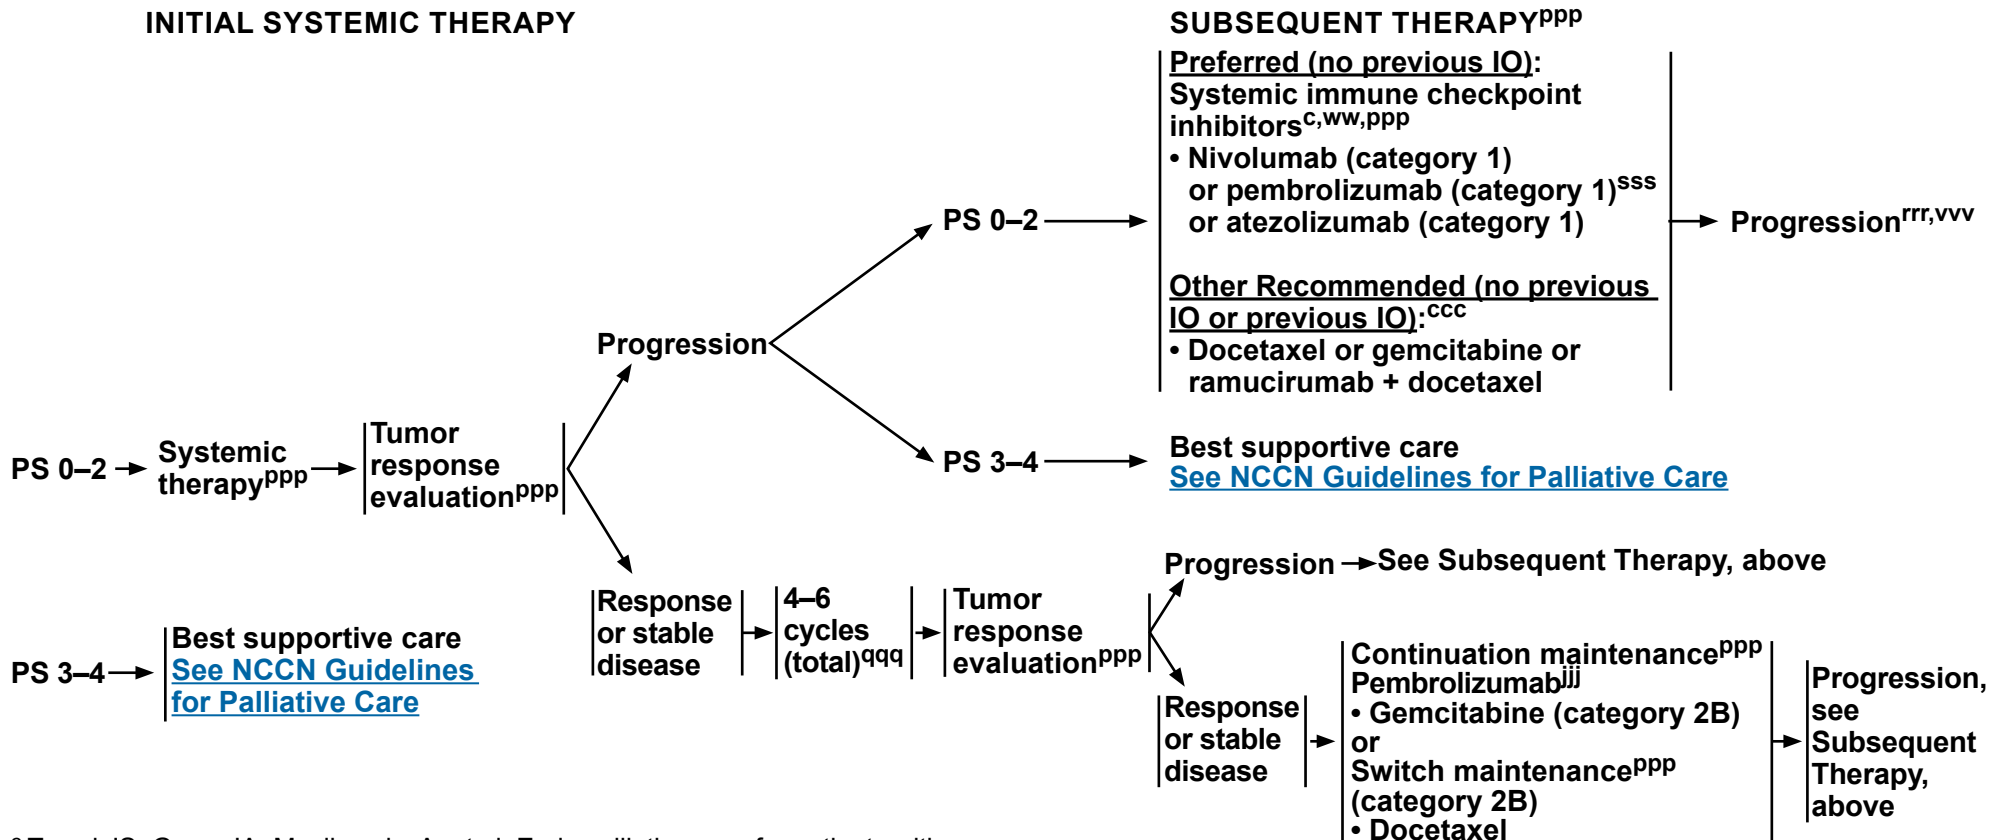 INITIAL SYSTEMIC THERAPY
SUBSEQUENT THERAPYppp
Preferred (no previous IO):
Systemic immune checkpoint
inhibitorsc,ww,ppp
• Nivolumab (category 1)
or pembrolizumab (category 1)sss
or atezolizumab (category 1)
Other Recommended (no previous
IO or previous IO):ccc
• Docetaxel or gemcitabine or
ramucirumab + docetaxel
PS 0–2
Progressionrrr,vvv
Progression
PS 3–4
Best supportive care
See NCCN Guidelines for Palliative Care
PS 0–2
Systemic
therapyppp
Tumor
response
evaluationppp
Response
or stable
disease
4–6
cycles
(total)qqq
Tumor
response
evaluationppp
Progression
See Subsequent Therapy, above
Response
or stable
disease
Continuation maintenanceppp
Pembrolizumabjjj
• Gemcitabine (category 2B)
or
Switch maintenanceppp
(category 2B)
• Docetaxel
Progression,
see
Subsequent
Therapy,
above
PS 3–4
Best supportive care
See NCCN Guidelines
for Palliative Care